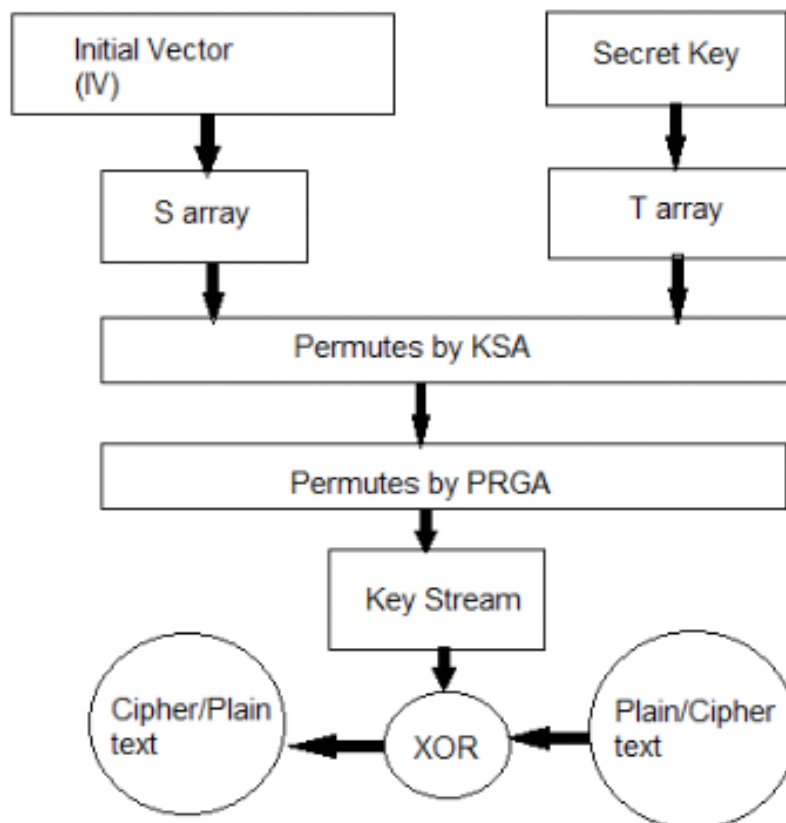 Initial Vector
(IV)
Secret Key
S array
T array
Permutes by KSA
Permutes by PRGA
Key Stream
Cipher/Plain
text
XOR
Plain/Cipher
text